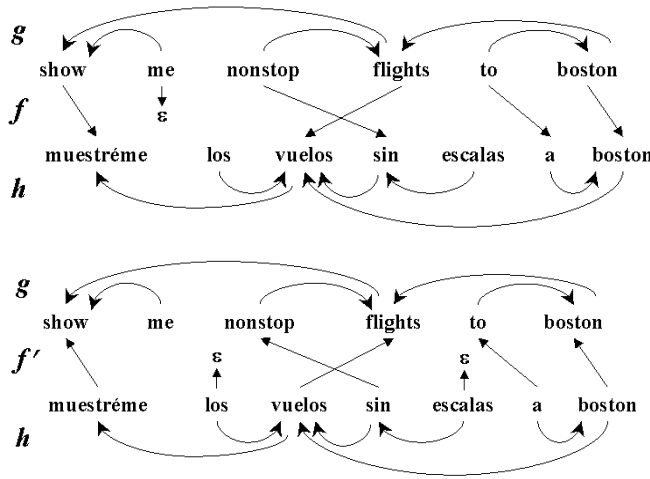 g
show me nonstop flights to boston
f
ε
muestréme los vuelos sin escalas a boston
h
g
show me nonstop flights to boston
f′ ε ε
muestréme los vuelos sin escalas a boston
h